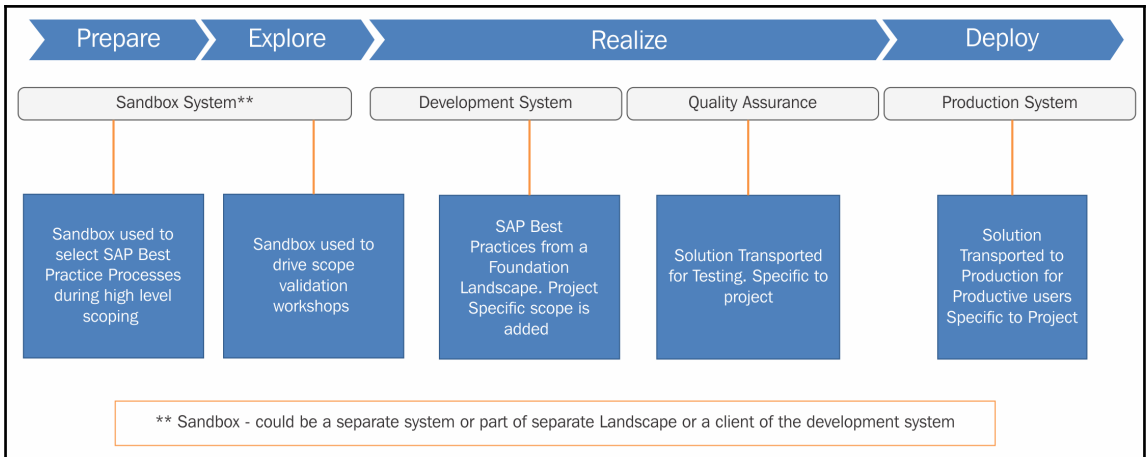 Prepare
Explore
Realize
Deploy
Sandbox System**
Development System
Quality Assurance
Production System
Sandbox used to
select SAP Best
Practice Processes
during high level
scoping
Sandbox used to
drive scope
validation
workshops
SAP Best
Practices from a
Foundation
Landscape. Project
Specific scope is
added
Solution Transported
for Testing. Specific to
project
Solution
Transported to
Production for
Productive users
Specific to Project
** Sandbox - could be a separate system or part of separate Landscape or a client of the development system